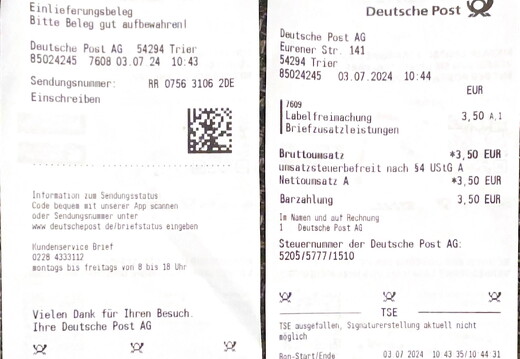 Einlieferungsbeleg
Bitte Beleg gut aufbewahren!
Deutsche Post AG 54294 Trier
85024245 7608 03.07 24 10:43
Sendungsnummer: RR 0756 3106 2DE
Einschreiben
Information zum Sendungsstatus
Code bequem mit unserer App scannen
oder Sendungsnummer unter
www deutschepost de/briefstatus eingeben
Kundenservice Brief
0228 4333112
montags bis freitags von 8 bis 18 Uhr
Vielen Dank für Ihren Besuch.
Ihre Deutsche Post AG
Deutsche Post
Deutsche Post AG
Eurener Str. 141
54294 Trier
85024245 03.07.2024 10:44
EUR
7609
Labelfreimachung 3,50 A,1
Briefzusatzleistungen
Bruttoumsatz *3,50 EUR
umsatzsteuerbefreit nach §4 UStG A
Nettoumsatz A *3,50 EUR
Barzahlung 3,50 EUR
Im Namen und auf Rechnung
1 Deutsche Post AG
Steuernummer der Deutsche Post AG:
5205/5777/1510
TSE
TSE ausgefallen, Signaturerstellung aktuell nicht
möglich
Bon-Start/Ende 03 07 2024 10 43 35/10 44 31